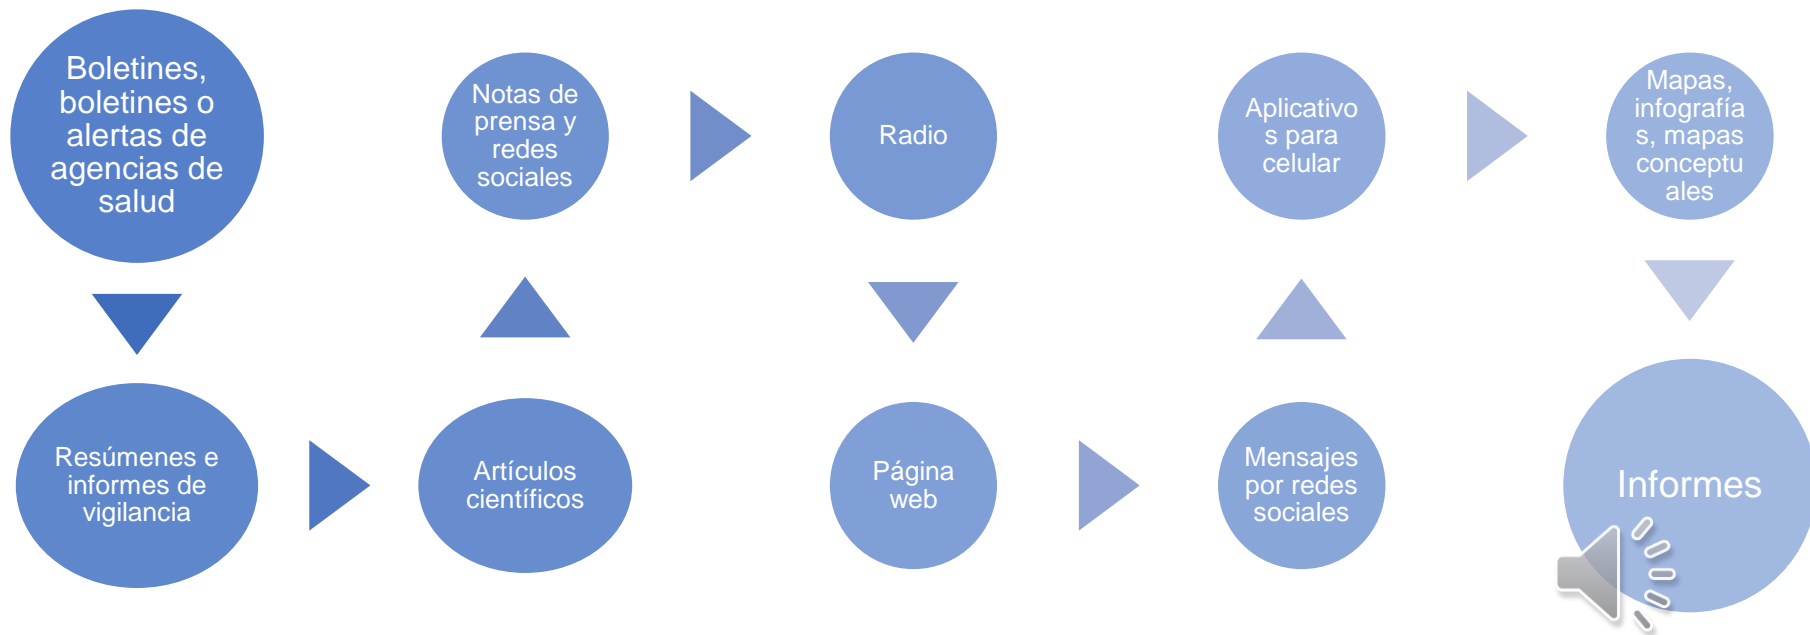 Boletines,
boletines o
alertas de
agencias de
salud
Resúmenes e
informes de
vigilancia
Artículos
científicos
Notas de
prensa y
redes
sociales
Radio
Página
web
Mensajes
por redes
sociales
Aplicativo
s para
celular
Mapas,
infografía
s, mapas
conceptu
ales
Informes